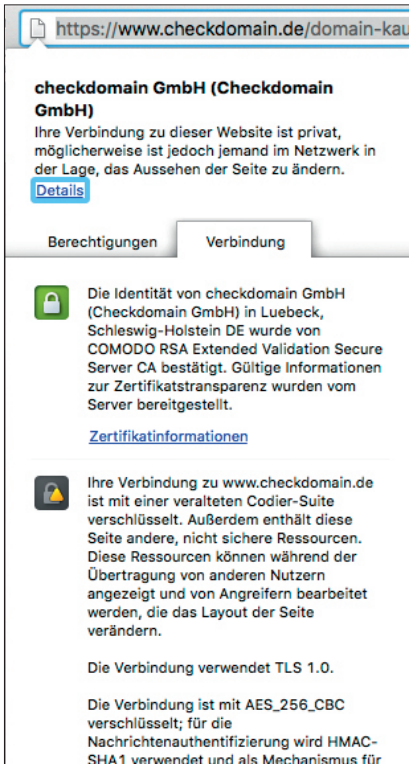 https://www.checkdomain.de/domain-kau
checkdomain GmbH (Checkdomain
GmbH)
Ihre Verbindung zu dieser Website ist privat,
möglicherweise ist jedoch jemand im Netzwerk in
der Lage, das Aussehen der Seite zu ändern.
Details
Berechtigungen Verbindung
Die Identität von checkdomain GmbH
(Checkdomain GmbH) in Luebeck,
Schleswig-Holstein DE wurde von
COMODO RSA Extended Validation Secure
Server CA bestätigt. Gültige Informationen
zur Zertifikatstransparenz wurden vom
Server bereitgestellt.
Zertifikatinformationen
Ihre Verbindung zu www.checkdomain.de
ist mit einer veralteten Codier-Suite
verschlüsselt. Außerdem enthält diese
Seite andere, nicht sichere Ressourcen.
Diese Ressourcen können während der
Übertragung von anderen Nutzern
angezeigt und von Angreifern bearbeitet
werden, die das Layout der Seite
verändern.
Die Verbindung verwendet TLS 1.0.
Die Verbindung ist mit AES_256_CBC
verschlüsselt; für die
Nachrichtenauthentifizierung wird HMAC-
SHA1 verwendet und als Mechanismus für